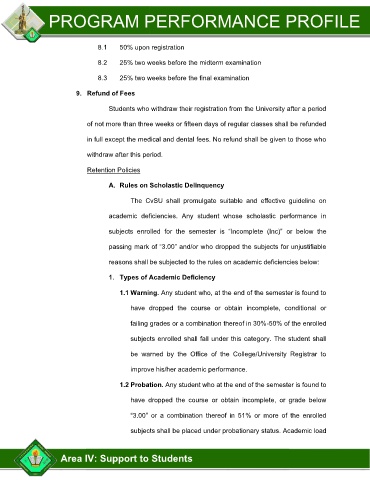 PROGRAM PERFORMANCE PROFILE
8.1 50% upon registration
8.2 25% two weeks before the midterm examination
8.3 25% two weeks before the final examination
9. Refund of Fees
Students who withdraw their registration from the University after a period
of not more than three weeks or fifteen days of regular classes shall be refunded
in full except the medical and dental fees. No refund shall be given to those who
withdraw after this period.
Retention Policies
A. Rules on Scholastic Delinquency
The CvSU shall promulgate suitable and effective guideline on
academic deficiencies. Any student whose scholastic performance in
subjects enrolled for the semester is “Incomplete (Inc)” or below the
passing mark of “3.00” and/or who dropped the subjects for unjustifiable
reasons shall be subjected to the rules on academic deficiencies below:
1. Types of Academic Deficiency
1.1 Warning. Any student who, at the end of the semester is found to
have dropped the course or obtain incomplete, conditional or
failing grades or a combination thereof in 30%-50% of the enrolled
subjects enrolled shall fall under this category. The student shall
be warned by the Office of the College/University Registrar to
improve his/her academic performance.
1.2 Probation. Any student who at the end of the semester is found to
have dropped the course or obtain incomplete, or grade below
“3.00” or a combination thereof in 51% or more of the enrolled
subjects shall be placed under probationary status. Academic load
Area IV: Support to Students